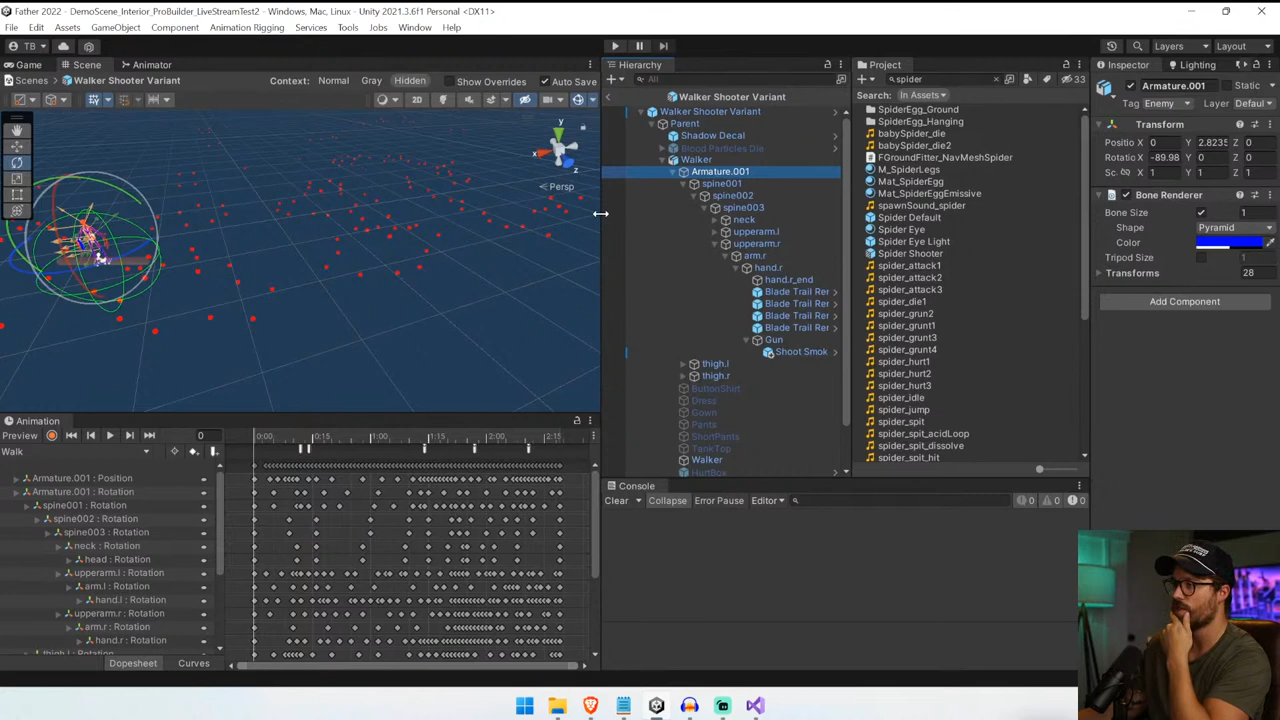 Father 2022 - DemoScene_Interior_ProBuilder_LiveStreamTest2 - Windows, Mac, Linux - Unity 2021.3.6f1 Personal <DX11>
File Edit Assets GameObject Component Animation Rigging Services Tools Jobs Window Help
TB Layers Layout
Game Scene Animator
Scenes Walker Shooter Variant Context: Normal Gray Hidden Show Overrides Auto Save
2D
y
x
z
Persp
Hierarchy
All
Walker Shooter Variant
Walker Shooter Variant
Parent
Shadow Decal
Blood Particles Die
Walker
Armature.001
spine001
spine002
spine003
neck
upperarm.l
upperarm.r
arm.r
hand.r
hand.r_end
Blade Trail Rer
Blade Trail Rer
Blade Trail Rer
Blade Trail Rer
Gun
Shoot Smok
thigh.l
thigh.r
ButtonShirt
Dress
Gown
Pants
ShortPants
TankTop
Walker
HurtBox
Project
spider
33
Search: In Assets
SpiderEgg_Ground
SpiderEgg_Hanging
babySpider_die
babySpider_die2
FGroundFitter_NavMeshSpider
M_SpiderLegs
Mat_SpiderEgg
Mat_SpiderEggEmissive
spawnSound_spider
Spider Default
Spider Eye
Spider Eye Light
Spider Shooter
spider_attack1
spider_attack2
spider_attack3
spider_die1
spider_grun2
spider_grunt1
spider_grunt3
spider_grunt4
spider_hurt1
spider_hurt2
spider_hurt3
spider_idle
spider_jump
spider_spit
spider_spit_acidLoop
spider_spit_dissolve
spider_spit_hit
Inspector Lighting
Armature.001 Static
Tag Enemy Layer Defaul
Transform
Positio X 0 Y 2.8235 Z 0
Rotatio X -89.98 Y 0 Z 0
Sc X 1 Y 1 Z 1
Bone Renderer
Bone Size 1
Shape Pyramid
Color
Tripod Size 1
Transforms 28
Add Component
Animation
Preview 0 0:00 0:15 1:00 1:15 2:00 2:15
Walk
Armature.001 : Position
Armature.001 : Rotation
spine001 : Rotation
spine002 : Rotation
spine003 : Rotation
neck : Rotation
head : Rotation
upperarm.l : Rotation
arm.l : Rotation
hand.l : Rotation
upperarm.r : Rotation
arm.r : Rotation
hand.r : Rotation
Dopesheet Curves
Console
Clear Collapse Error Pause Editor 0 0 0